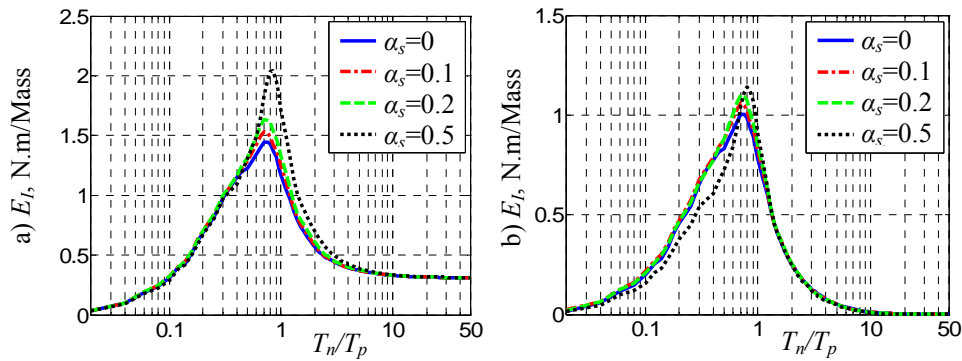 2.5
2
1.5
1
0.5
0
0.1
1
10
50
a) E_I, N.m/Mass
T_n/T_p
α_s=0
α_s=0.1
α_s=0.2
α_s=0.5
1.5
1
0.5
0
0.1
1
10
50
b) E_I, N.m/Mass
T_n/T_p
α_s=0
α_s=0.1
α_s=0.2
α_s=0.5